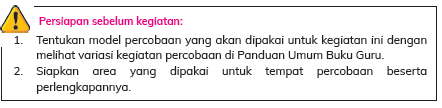 Persiapan sebelum kegiatan:
1. Tentukan model percobaan yang akan dipakai untuk kegiatan ini dengan
melihat variasi kegiatan percobaan di Panduan Umum Buku Guru.
2. Siapkan area yang dipakai untuk tempat percobaan beserta
perlengkapannya.